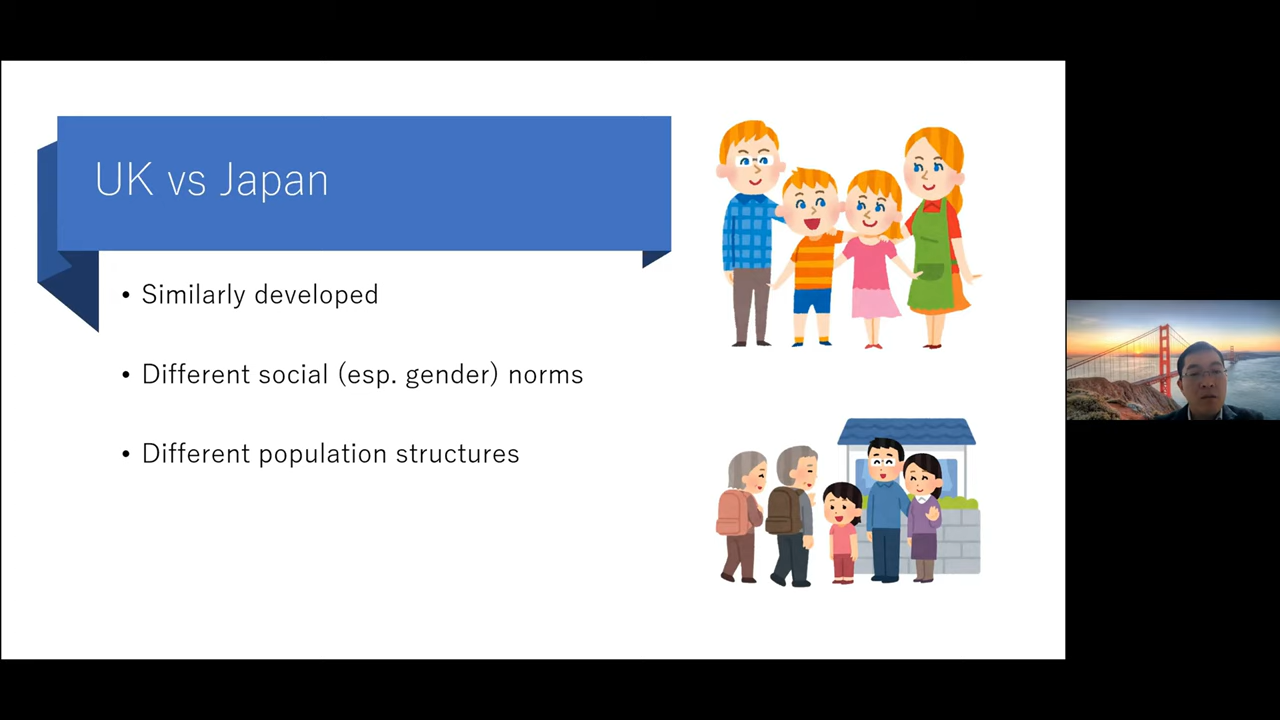 UK vs Japan
• Similarly developed
• Different social (esp. gender) norms
• Different population structures